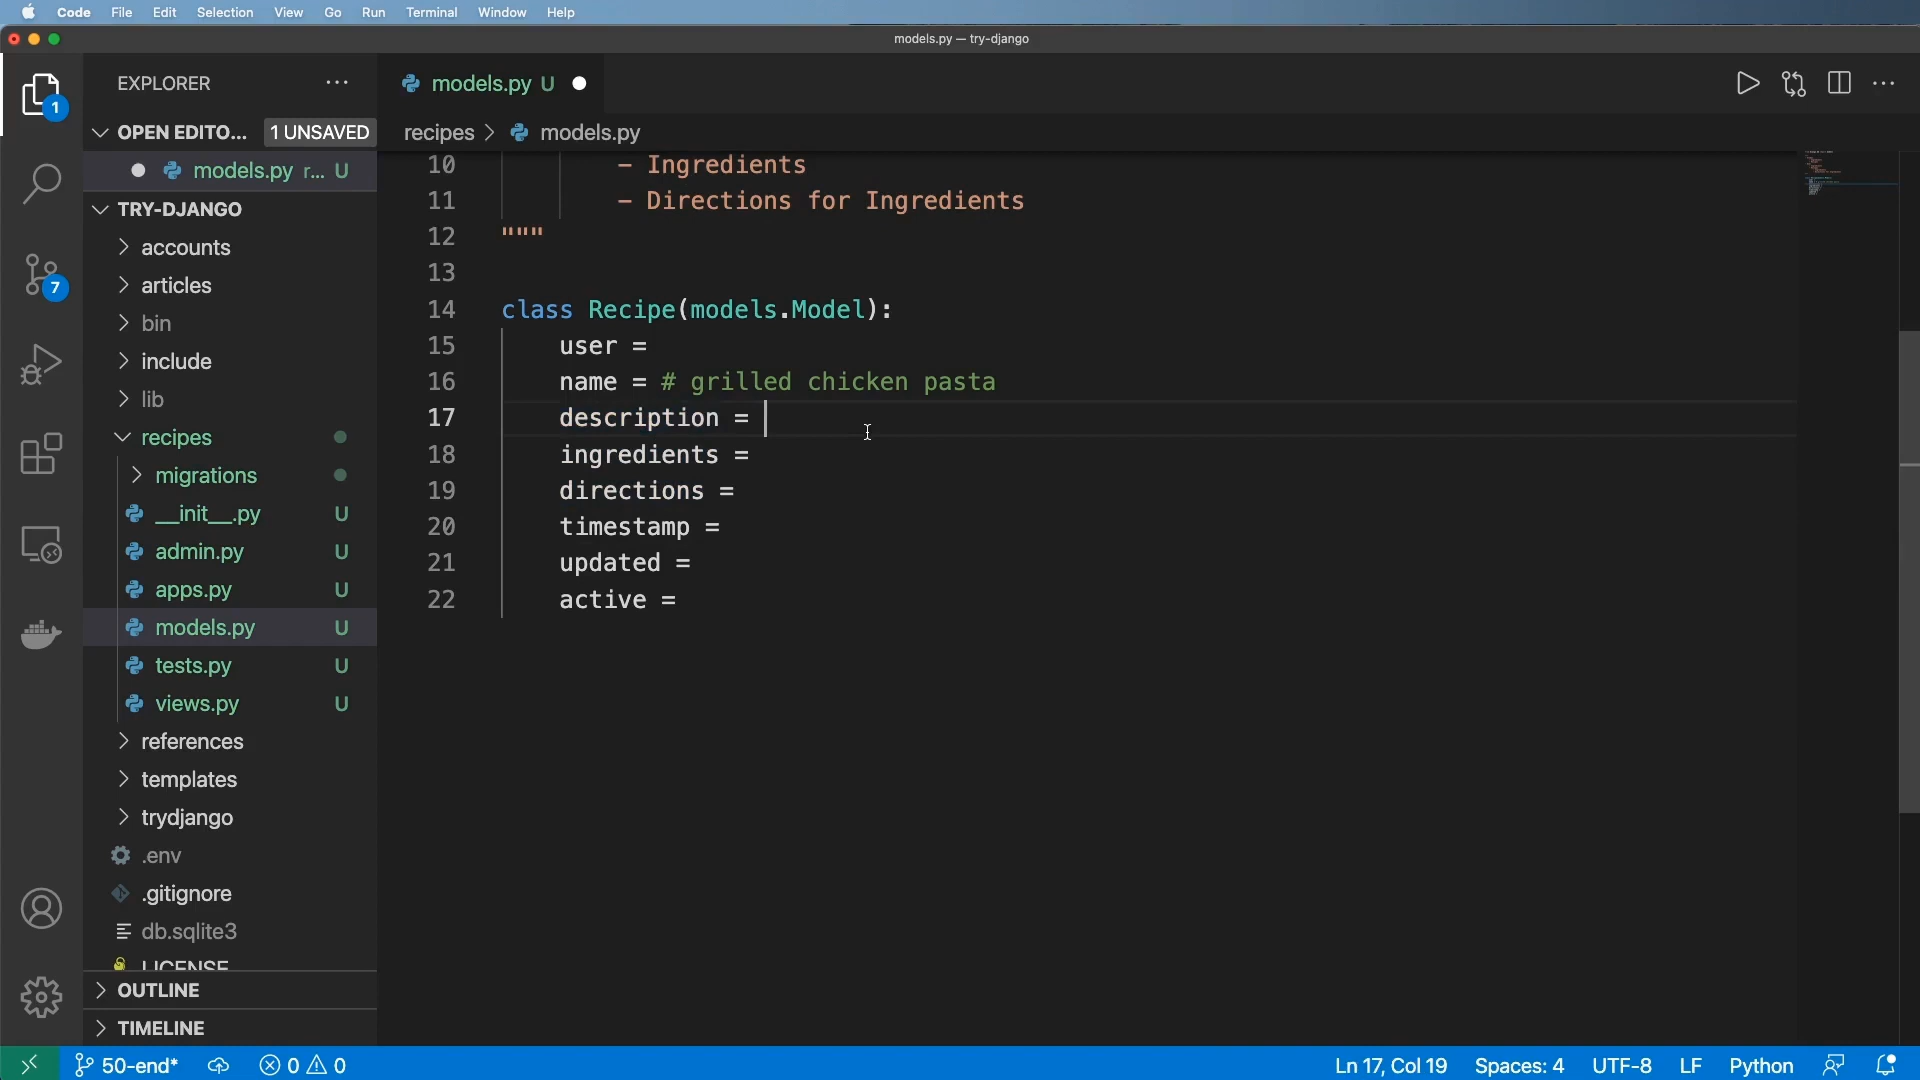 Code File Edit Selection View Go Run Terminal Window Help
models.py — try-django
EXPLORER
models.py U
OPEN EDITO... 1 UNSAVED
recipes > models.py
models.py r... U
TRY-DJANGO
accounts
articles
bin
include
lib
recipes
migrations
__init__.py U
admin.py U
apps.py U
models.py U
tests.py U
views.py U
references
templates
trydjango
.env
.gitignore
db.sqlite3
LICENSE
OUTLINE
TIMELINE
1
7
10 - Ingredients
11 - Directions for Ingredients
12 """
13
14 class Recipe(models.Model):
15 user =
16 name = # grilled chicken pasta
17 description =
18 ingredients =
19 directions =
20 timestamp =
21 updated =
22 active =
50-end* 0 0 Ln 17, Col 19 Spaces: 4 UTF-8 LF Python